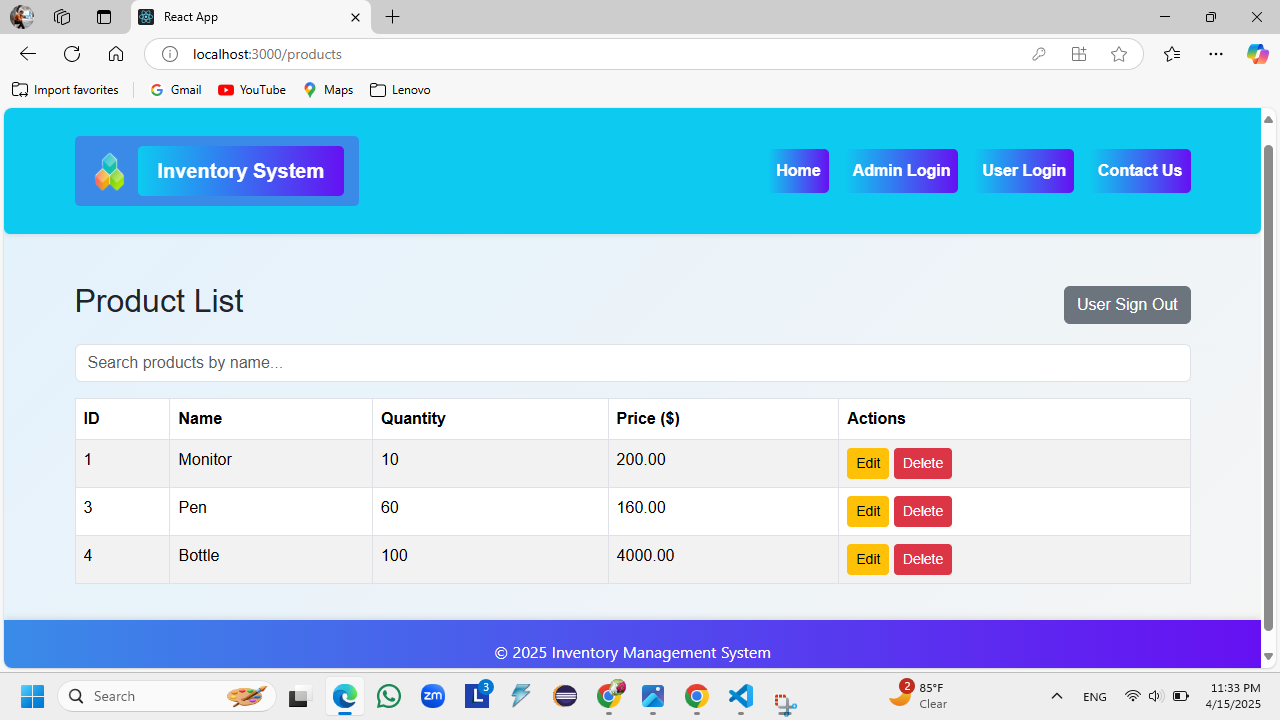 React App
localhost:3000/products
Import favorites Gmail YouTube Maps Lenovo
Inventory System Home Admin Login User Login Contact Us
Product List User Sign Out
Search products by name...
ID Name Quantity Price ($) Actions
1 Monitor 10 200.00 Edit Delete
3 Pen 60 160.00 Edit Delete
4 Bottle 100 4000.00 Edit Delete
© 2025 Inventory Management System
Search zm L 3 2 85°F Clear ENG 11:33 PM
4/15/2025